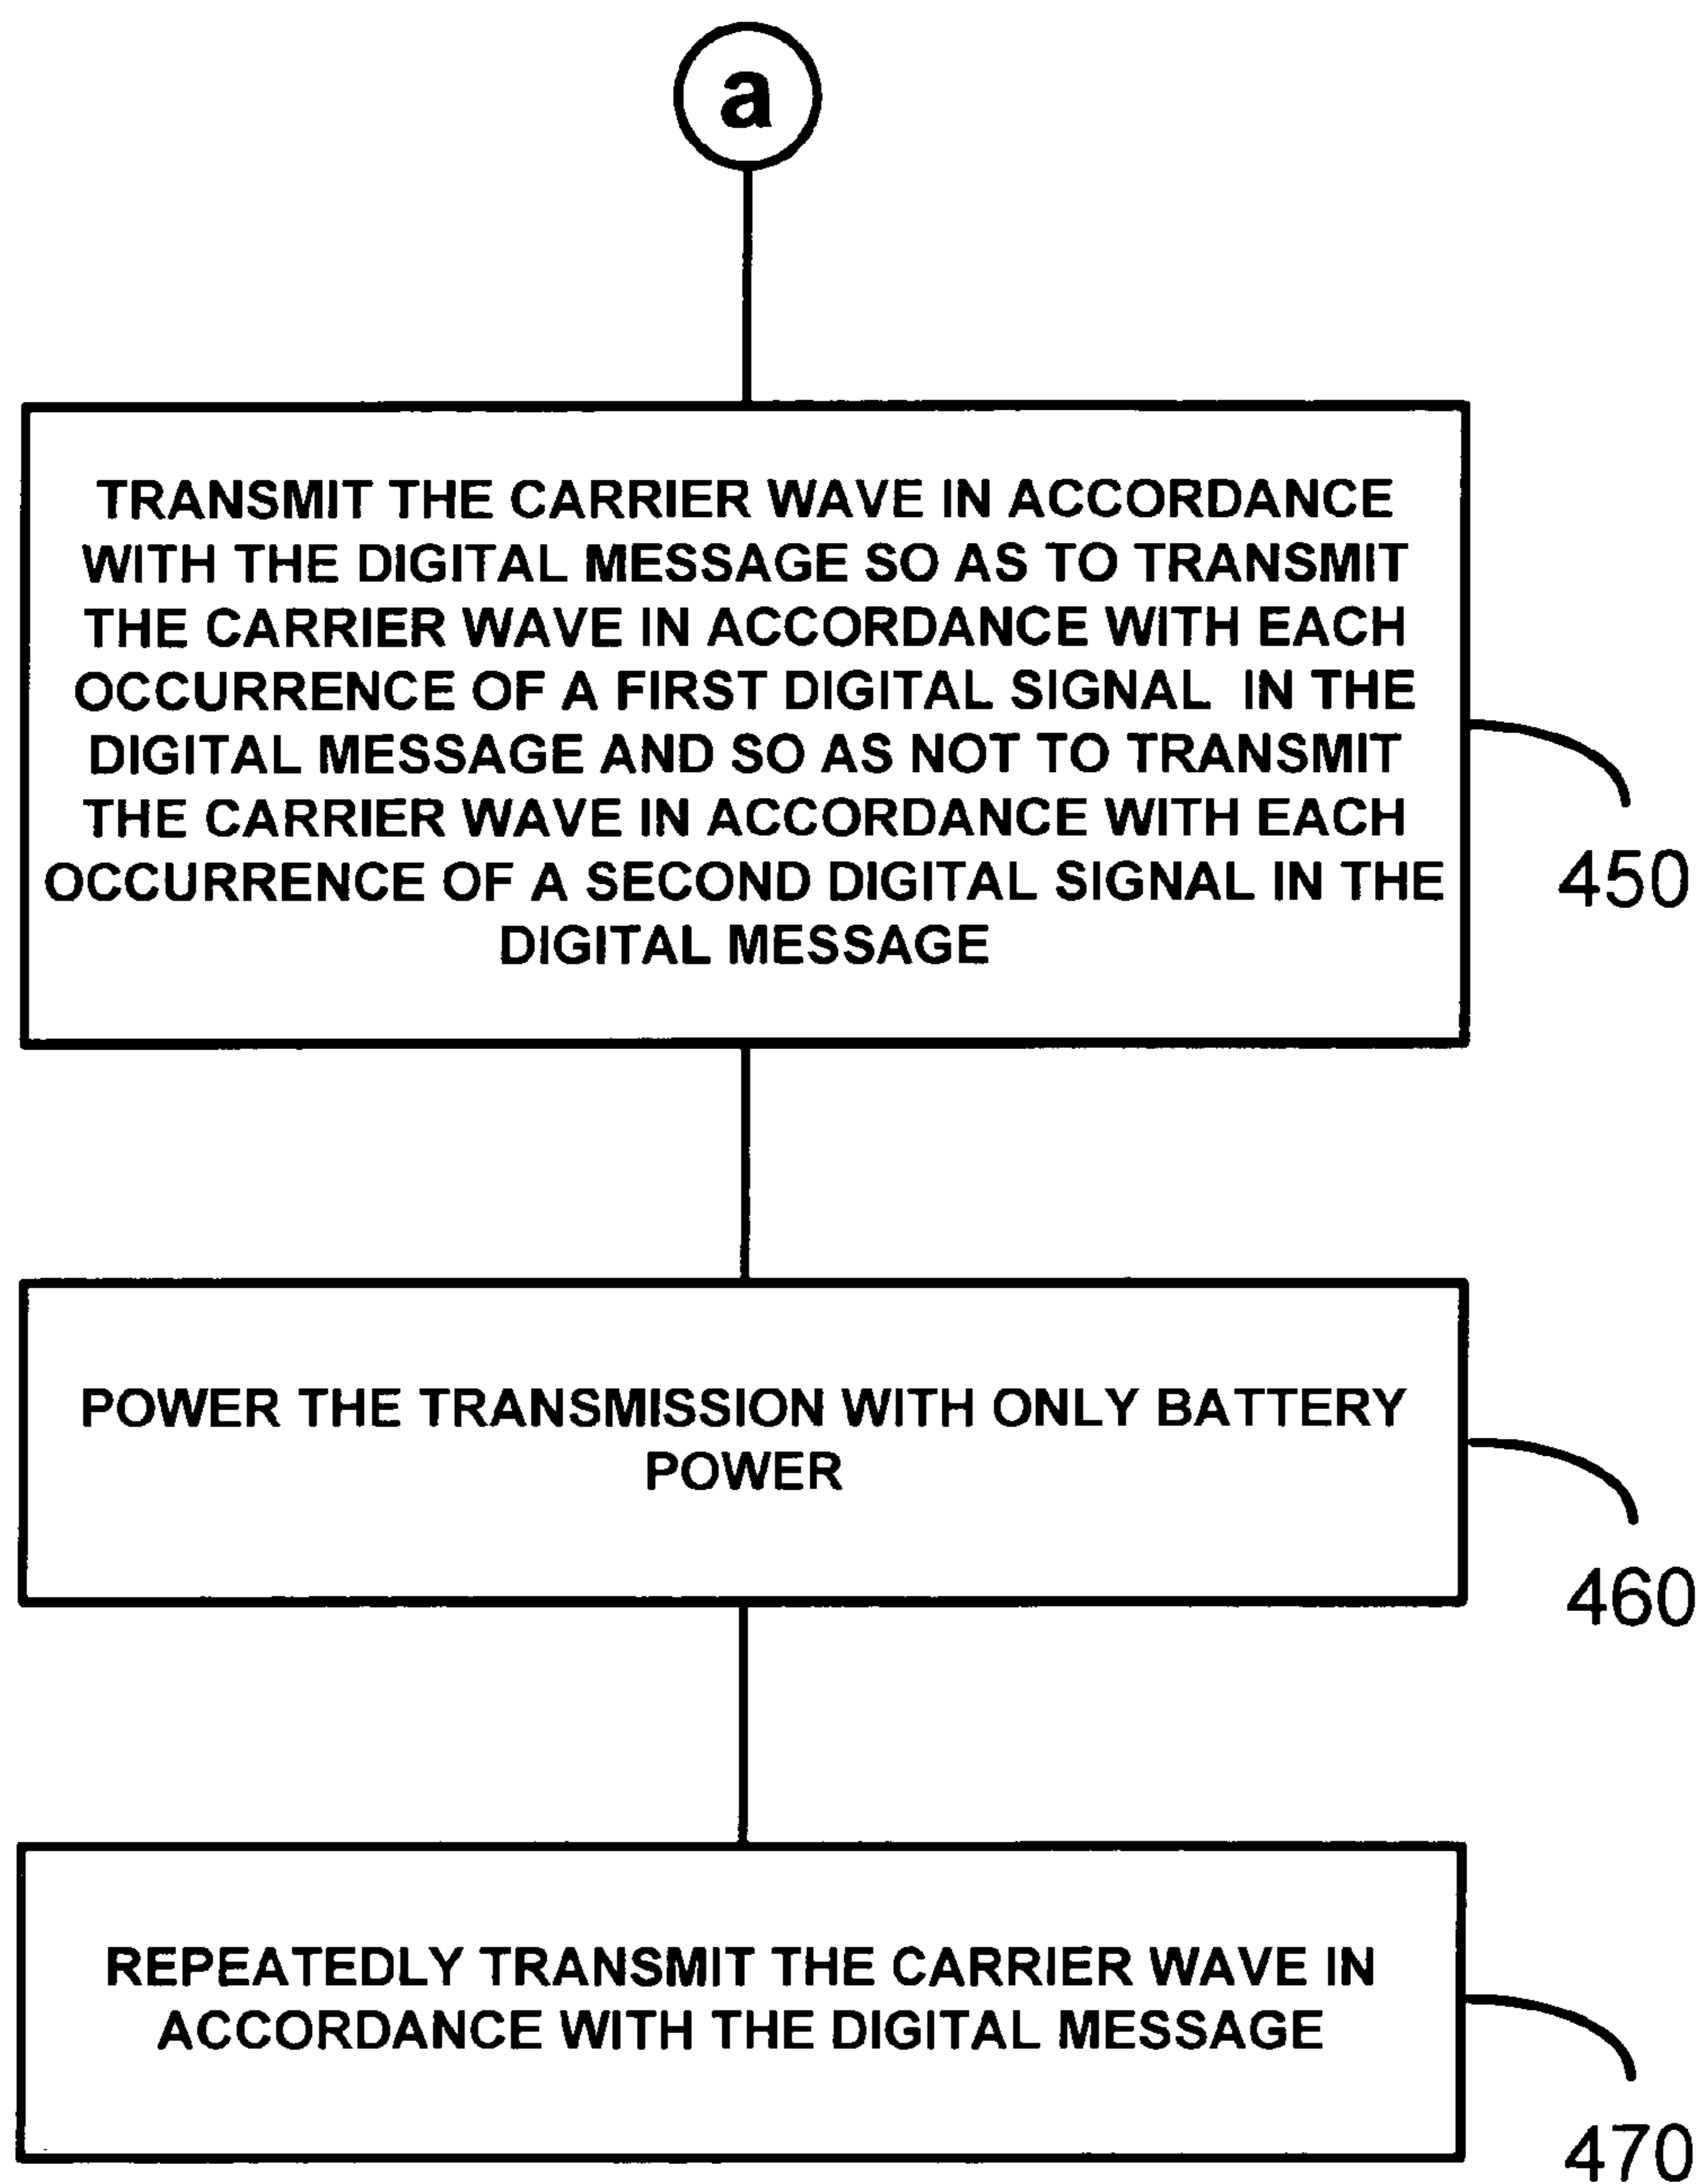 a
TRANSMIT THE CARRIER WAVE IN ACCORDANCE
WITH THE DIGITAL MESSAGE SO AS TO TRANSMIT
THE CARRIER WAVE IN ACCORDANCE WITH EACH
OCCURRENCE OF A FIRST DIGITAL SIGNAL IN THE
DIGITAL MESSAGE AND SO AS NOT TO TRANSMIT
THE CARRIER WAVE IN ACCORDANCE WITH EACH
OCCURRENCE OF A SECOND DIGITAL SIGNAL IN THE
DIGITAL MESSAGE
450
POWER THE TRANSMISSION WITH ONLY BATTERY
POWER
460
REPEATEDLY TRANSMIT THE CARRIER WAVE IN
ACCORDANCE WITH THE DIGITAL MESSAGE
470